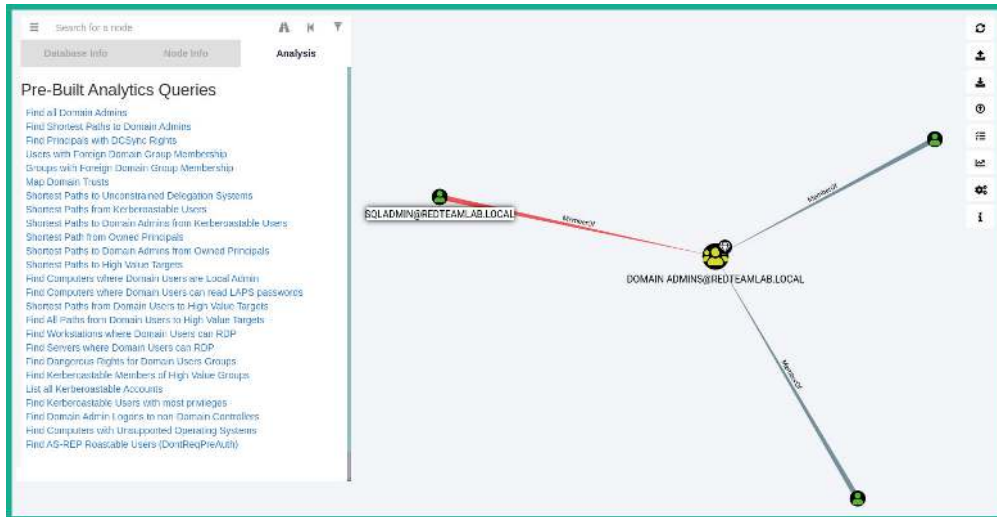 Search for a node
Database Info
Node Info
Analysis
Pre-Built Analytics Queries
Find all Domain Admins
Find Shortest Paths to Domain Admins
Find Principals with DCSync Rights
Users with Foreign Domain Group Membership
Groups with Foreign Domain Group Membership
Map Domain Trusts
Shortest Paths to Unconstrained Delegation Systems
Shortest Paths from Kerberoastable Users
Shortest Paths to Domain Admins from Kerberoastable Users
Shortest Path from Owned Principals
Shortest Paths to Domain Admins from Owned Principals
Shortest Paths to High Value Targets
Find Computers where Domain Users are Local Admin
Find Computers where Domain Users can read LAPS passwords
Shortest Paths from Domain Users to High Value Targets
Find All Paths from Domain Users to High Value Targets
Find Workstations where Domain Users can RDP
Find Servers where Domain Users can RDP
Find Dangerous Rights for Domain Users Groups
Find Kerberoastable Members of High Value Groups
List all Kerberoastable Accounts
Find Kerberoastable Users with most privileges
Find Domain Admin Logons to non-Domain Controllers
Find Computers with Unsupported Operating Systems
Find AS-REP Roastable Users (DontReqPreAuth)
SQLADMIN@REDTEAMLAB.LOCAL
MemberOf
MemberOf
DOMAIN ADMINS@REDTEAMLAB.LOCAL
MemberOf